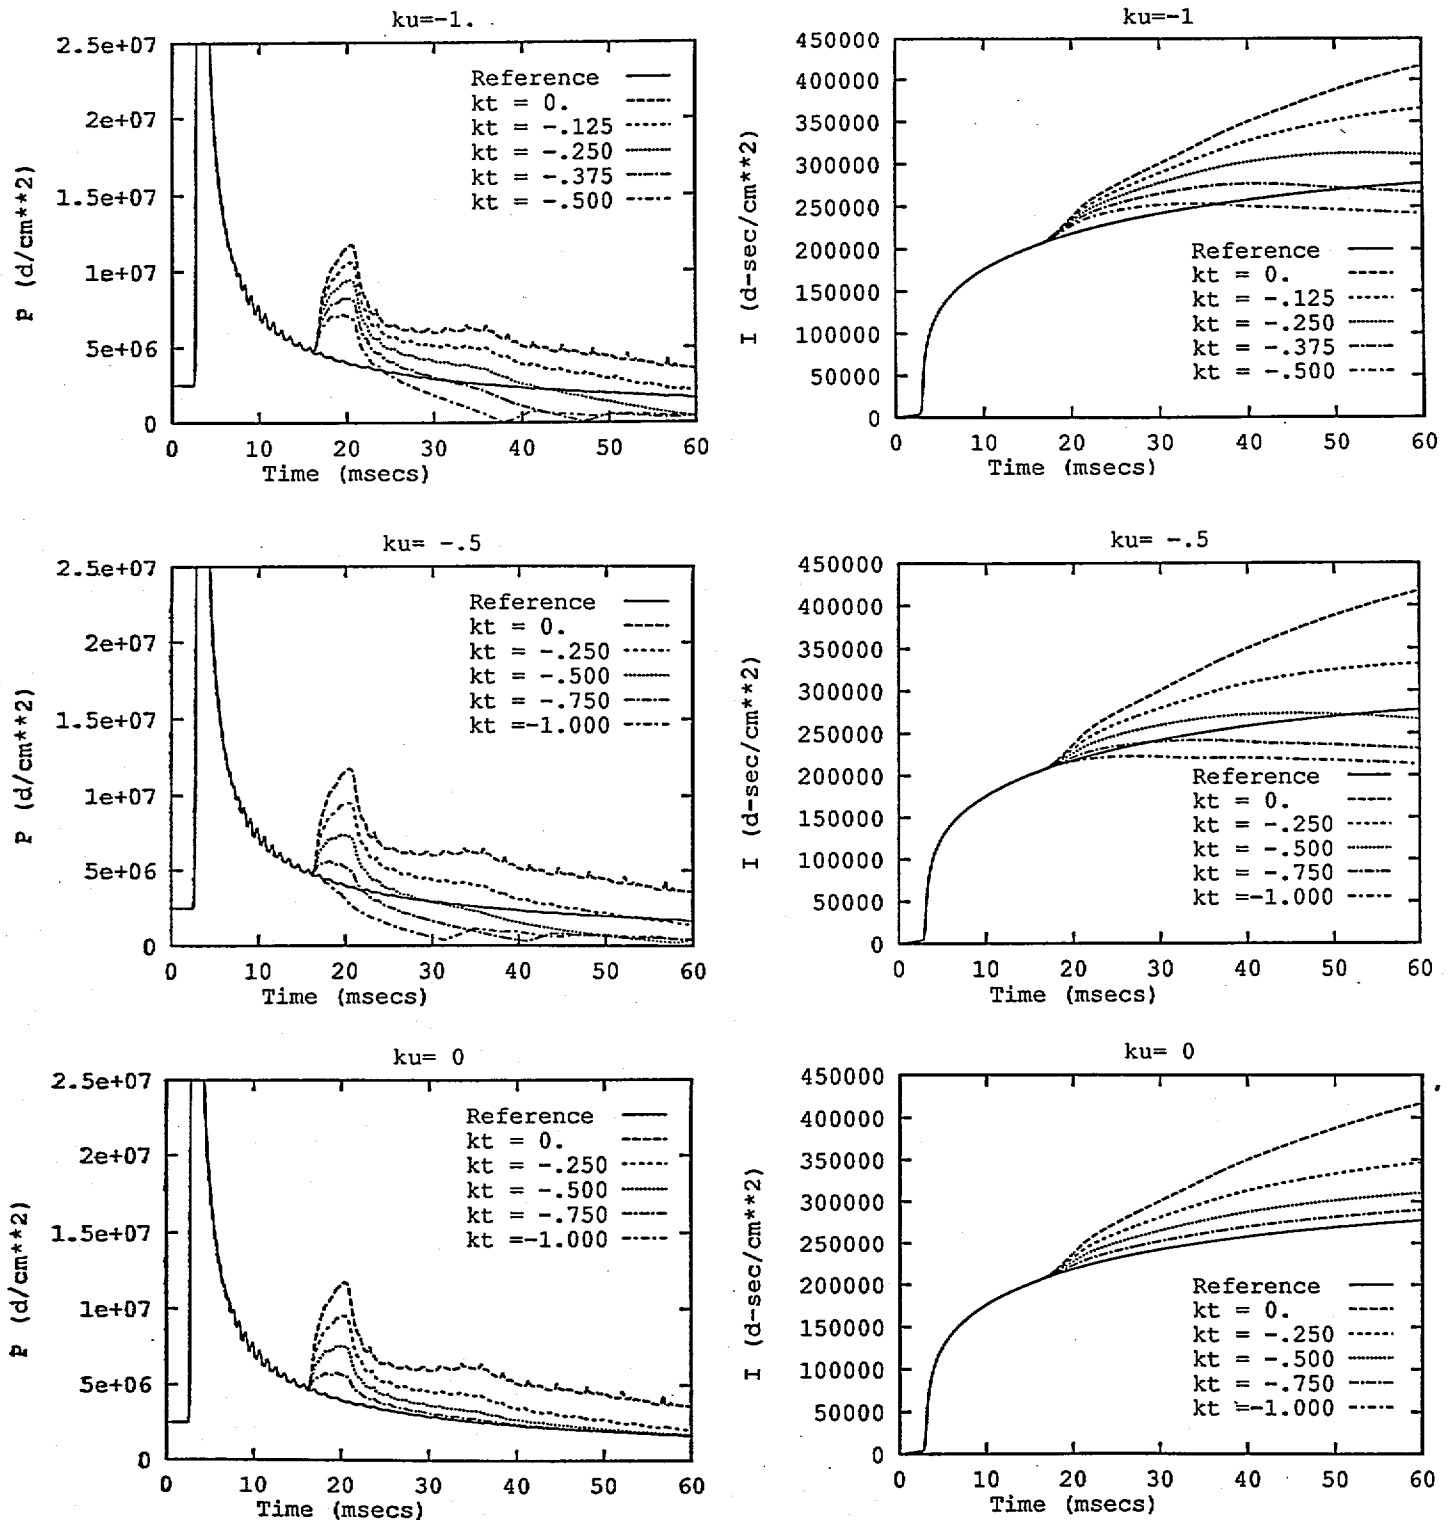 ku=-1.
2.5e+07
2e+07
1.5e+07
1e+07
5e+06
0
P (d/cm**2)
Reference
kt = 0.
kt = -.125
kt = -.250
kt = -.375
kt = -.500
0 10 20 30 40 50 60
Time (msecs)
ku=-1
450000
400000
350000
300000
250000
200000
150000
100000
50000
0
I (d-sec/cm**2)
Reference
kt = 0.
kt = -.125
kt = -.250
kt = -.375
kt = -.500
0 10 20 30 40 50 60
Time (msecs)
ku= -.5
2.5e+07
2e+07
1.5e+07
1e+07
5e+06
0
P (d/cm**2)
Reference
kt = 0.
kt = -.250
kt = -.500
kt = -.750
kt =-1.000
0 10 20 30 40 50 60
Time (msecs)
ku= -.5
450000
400000
350000
300000
250000
200000
150000
100000
50000
0
I (d-sec/cm**2)
Reference
kt = 0.
kt = -.250
kt = -.500
kt = -.750
kt =-1.000
0 10 20 30 40 50 60
Time (msecs)
ku= 0
2.5e+07
2e+07
1.5e+07
1e+07
5e+06
0
P (d/cm**2)
Reference
kt = 0.
kt = -.250
kt = -.500
kt = -.750
kt =-1.000
0 10 20 30 40 50 60
Time (msecs)
ku= 0
450000
400000
350000
300000
250000
200000
150000
100000
50000
0
I (d-sec/cm**2)
Reference
kt = 0.
kt = -.250
kt = -.500
kt = -.750
kt =-1.000
0 10 20 30 40 50 60
Time (msecs)